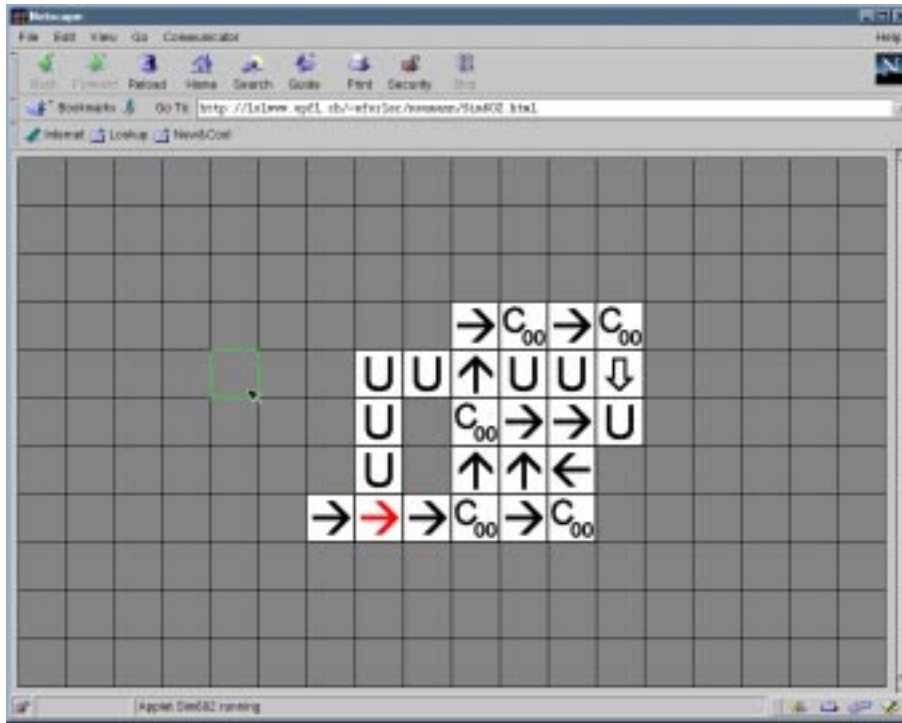 Netscape:
File Edit View Go Communicator Help
Back Forward Reload Home Search Guide Print Security Stop
Bookmarks Go To:
Internet Lookup New&Cool
→ C00 → C00
U U ↑ U U ⇩
U C00 → → U
U ↑ ↑ ←
→ → → C00 → C00
Applet Sim602 running